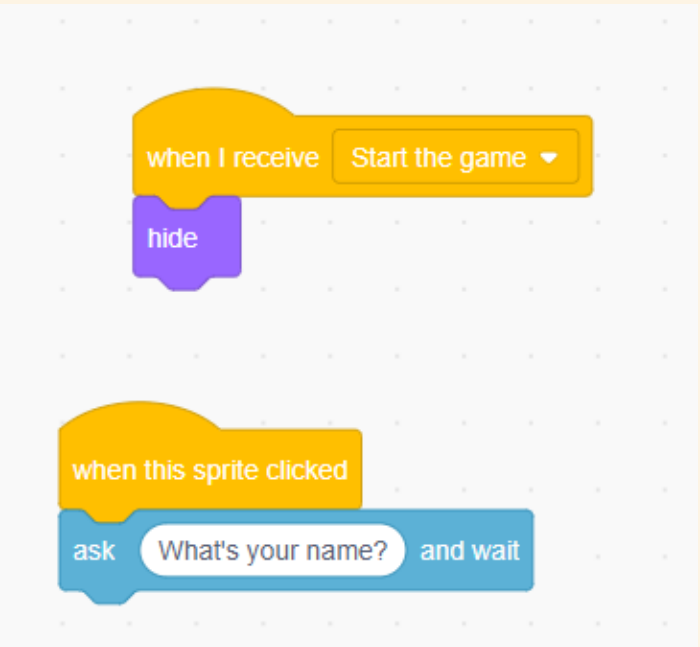 when I receive Start the game
hide
when this sprite clicked
ask What's your name? and wait